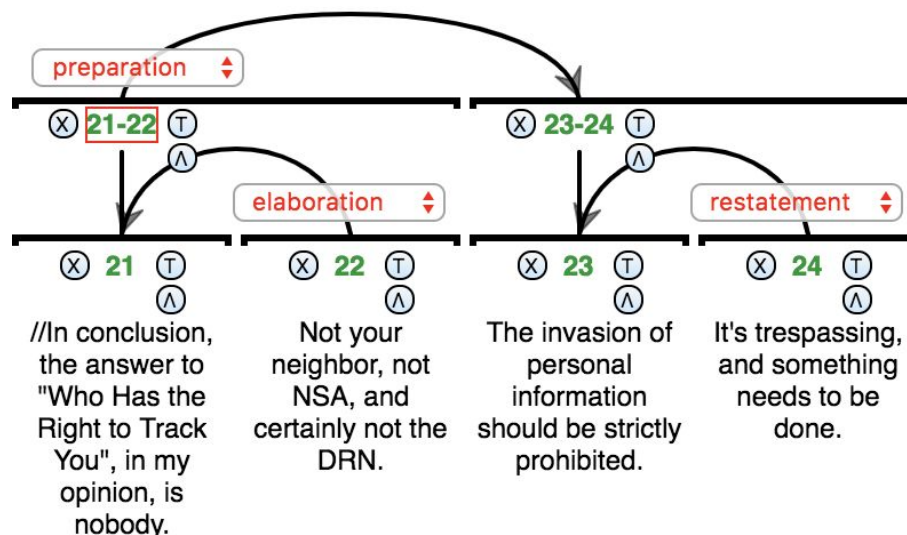 preparation
X 21-22 T
Λ
X 23-24 T
Λ
elaboration
restatement
X 21 T
Λ
X 22 T
Λ
X 23 T
Λ
X 24 T
Λ
//In conclusion,
the answer to
"Who Has the
Right to Track
You", in my
opinion, is
nobody.
Not your
neighbor, not
NSA, and
certainly not the
DRN.
The invasion of
personal
information
should be strictly
prohibited.
It's trespassing,
and something
needs to be
done.